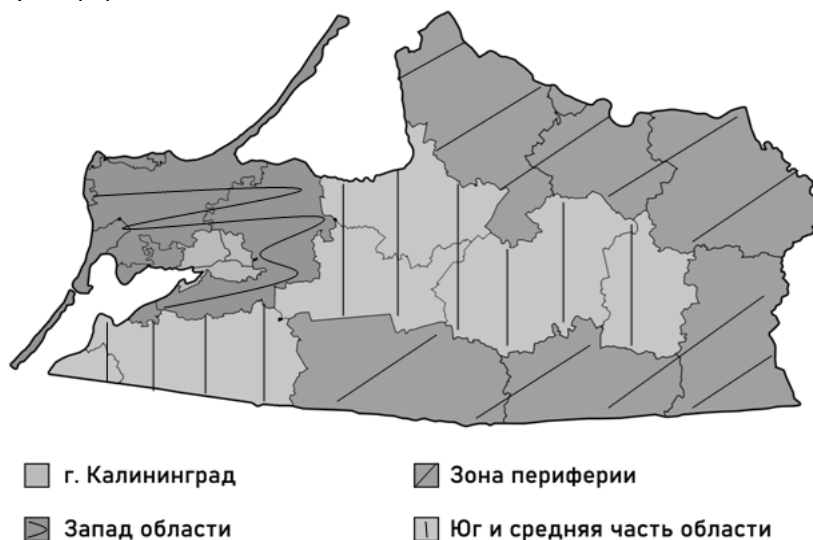 г. Калининград
Зона периферии
Запад области
Юг и средняя часть области